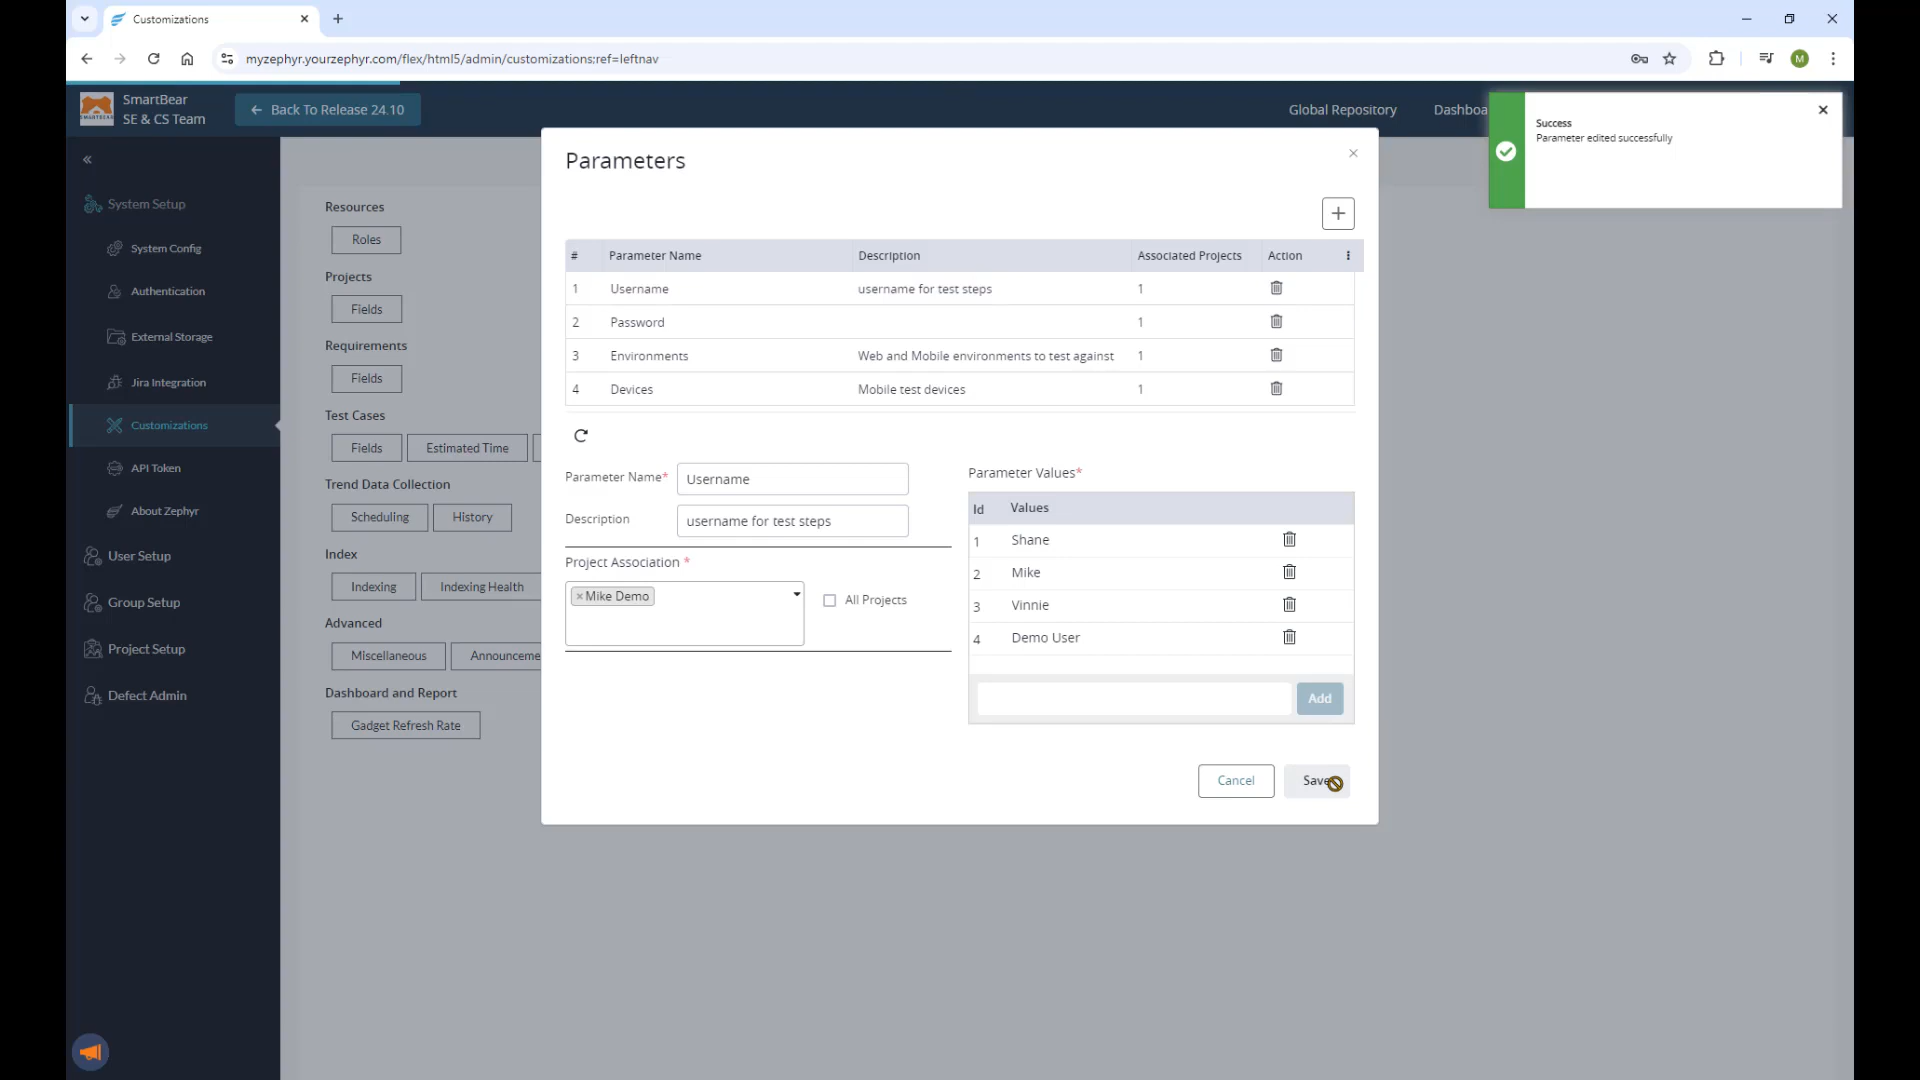 Customizations
myzephyr.yourzephyr.com/flex/html5/admin/customizations;ref=leftnav
M
SmartBear
SE & CS Team
SMARTBEAR
Back To Release 24.10
Global Repository
Success
Parameter edited successfully
System Setup
System Config
Authentication
External Storage
Jira Integration
Customizations
API Token
About Zephyr
User Setup
Group Setup
Project Setup
Defect Admin
Resources
Roles
Projects
Fields
Requirements
Fields
Test Cases
Fields Estimated Time
Trend Data Collection
Scheduling History
Index
Indexing Indexing Health
Advanced
Miscellaneous Announceme
Dashboard and Report
Gadget Refresh Rate
Dashboa
Parameters
# Parameter Name Description Associated Projects Action
1 Username username for test steps 1
2 Password 1
3 Environments Web and Mobile environments to test against 1
4 Devices Mobile test devices 1
Parameter Name* Username
Description username for test steps
Project Association *
×Mike Demo
All Projects
Parameter Values*
Id Values
1 Shane
2 Mike
3 Vinnie
4 Demo User
Add
Cancel Save